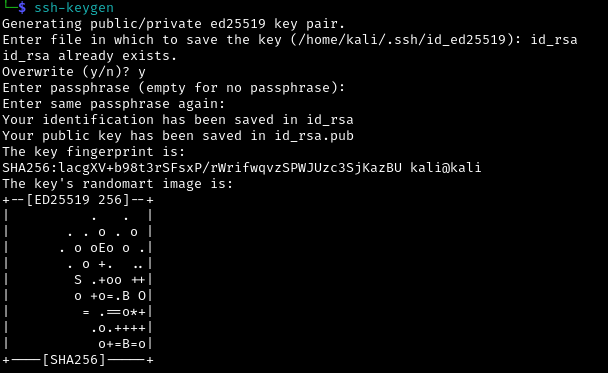 └─$ ssh-keygen
Generating public/private ed25519 key pair.
Enter file in which to save the key (/home/kali/.ssh/id_ed25519): id_rsa
id_rsa already exists.
Overwrite (y/n)? y
Enter passphrase (empty for no passphrase):
Enter same passphrase again:
Your identification has been saved in id_rsa
Your public key has been saved in id_rsa.pub
The key fingerprint is:
SHA256:lacgXV+b98t3rSFsxP/rWrifwqvzSPWJUzc3SjKazBU kali@kali
The key's randomart image is:
+--[ED25519 256]--+
|          .   .  |
|       . . o . o |
|      . o oEo o .|
|       . o +.  ..|
|        S .+oo ++|
|        o +o=.B O|
|         = .==o*+|
|          .o.++++|
|           o+=B=o|
+----[SHA256]-----+